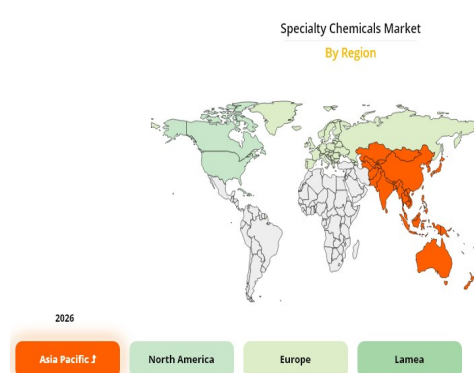 Specialty Chemicals Market
By Region
2026
Asia Pacific
North America
Europe
Lamea